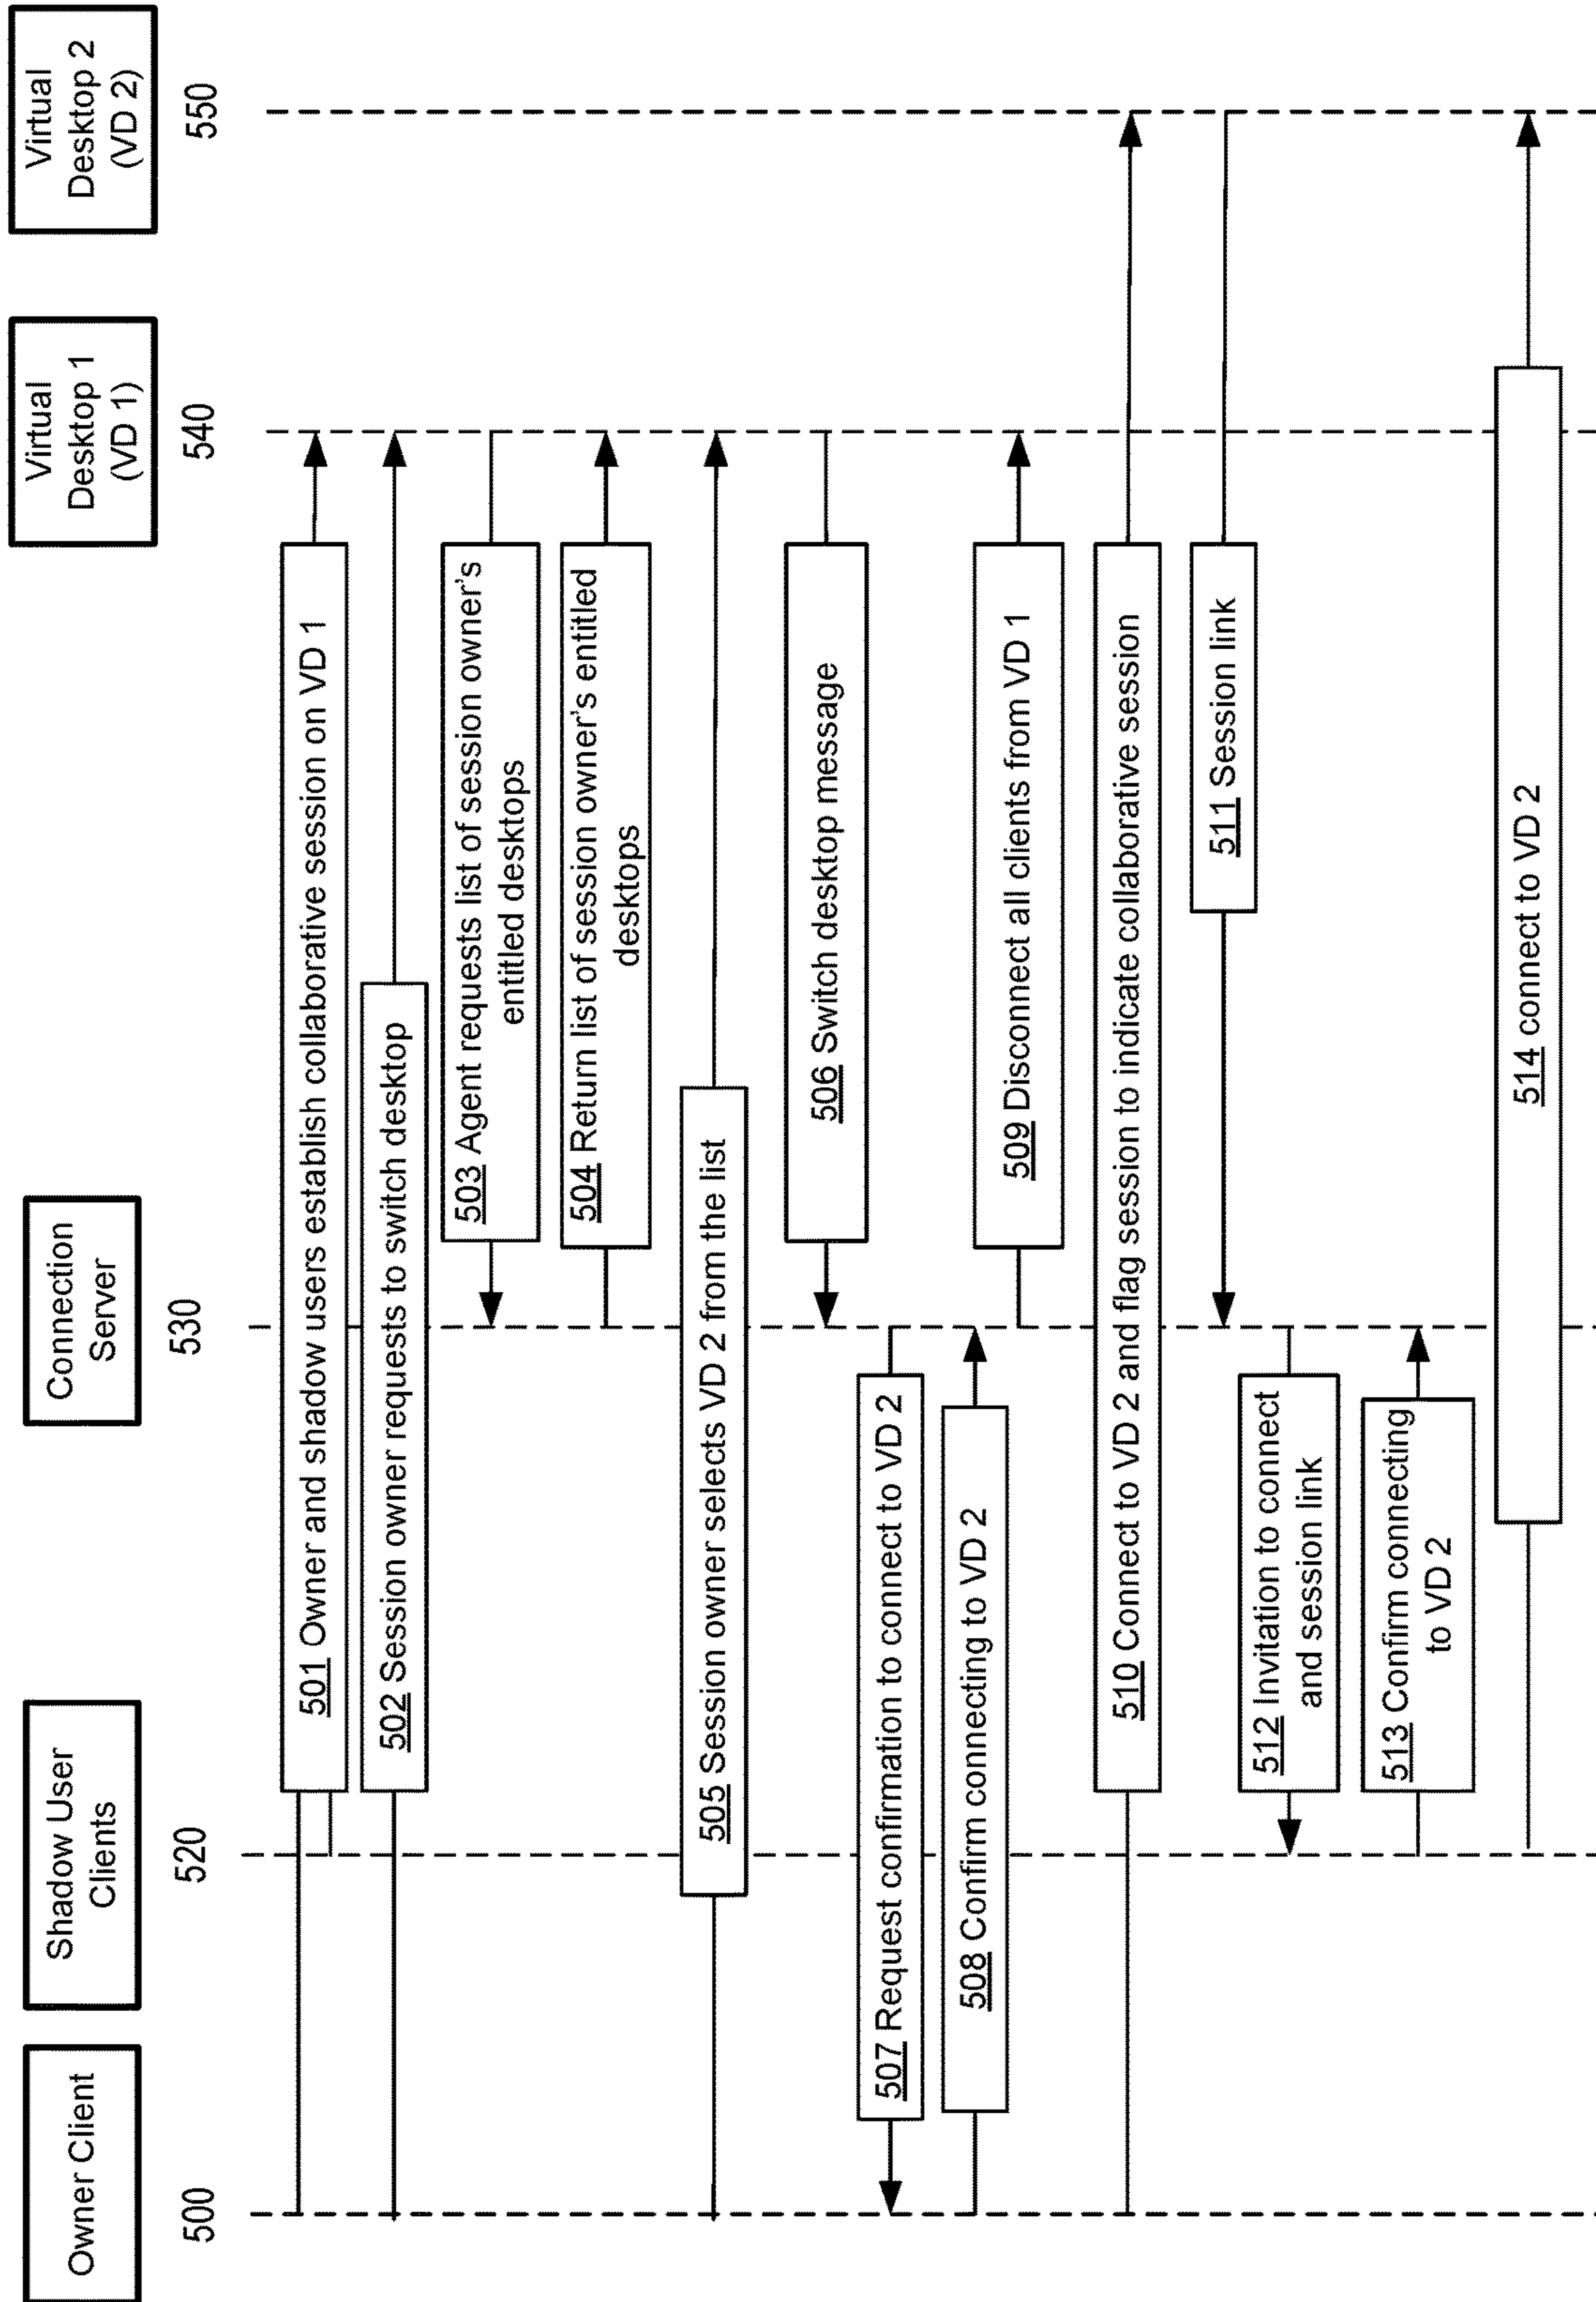 Owner Client
500
Shadow User
Clients
520
Connection
Server
530
Virtual
Desktop 1
(VD 1)
540
Virtual
Desktop 2
(VD 2)
550
501 Owner and shadow users establish collaborative session on VD 1
502 Session owner requests to switch desktop
503 Agent requests list of session owner's
entitled desktops
504 Return list of session owner's entitled
desktops
505 Session owner selects VD 2 from the list
506 Switch desktop message
507 Request confirmation to connect to VD 2
508 Confirm connecting to VD 2
509 Disconnect all clients from VD 1
510 Connect to VD 2 and flag session to indicate collaborative session
511 Session link
512 Invitation to connect
and session link
513 Confirm connecting
to VD 2
514 connect to VD 2